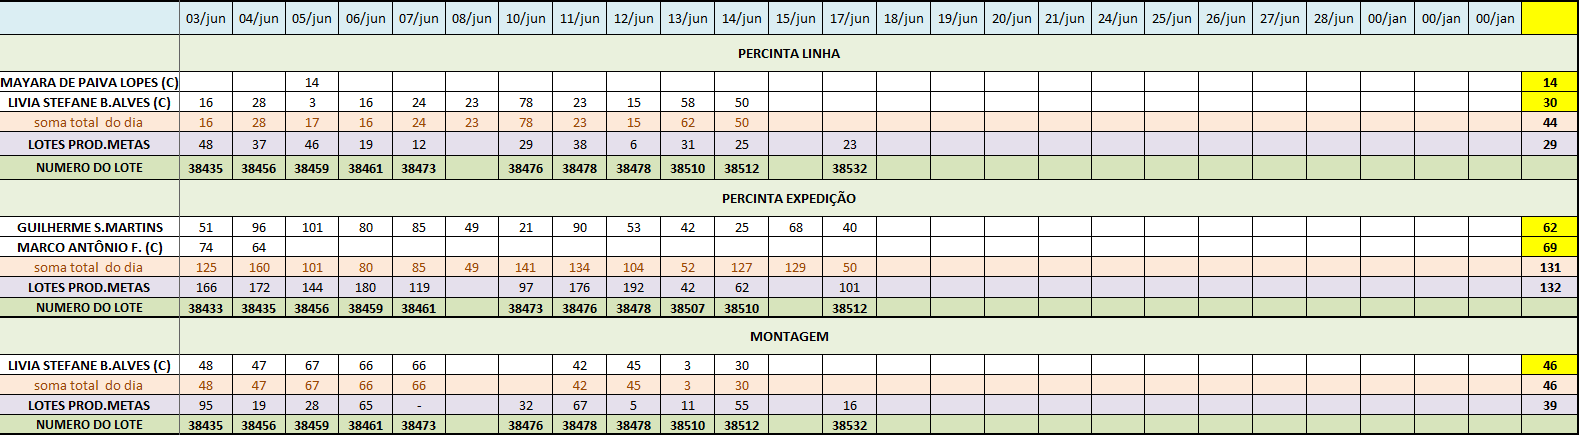 03/jun 04/jun 05/jun 06/jun 07/jun 08/jun 10/jun 11/jun 12/jun 13/jun 14/jun 15/jun 17/jun 18/jun 19/jun 20/jun 21/jun 24/jun 25/jun 26/jun 27/jun 28/jun 00/jan 00/jan 00/jan
PERCINTA LINHA
MAYARA DE PAIVA LOPES (C) 14 14
LIVIA STEFANE B.ALVES (C) 16 28 3 16 24 23 78 23 15 58 50 30
soma total do dia 16 28 17 16 24 23 78 23 15 62 50 44
LOTES PROD.METAS 48 37 46 19 12 29 38 6 31 25 23 29
NUMERO DO LOTE 38435 38456 38459 38461 38473 38476 38478 38478 38510 38512 38532
PERCINTA EXPEDIÇÃO
GUILHERME S.MARTINS 51 96 101 80 85 49 21 90 53 42 25 68 40 62
MARCO ANTÔNIO F. (C) 74 64 69
soma total do dia 125 160 101 80 85 49 141 134 104 52 127 129 50 131
LOTES PROD.METAS 166 172 144 180 119 97 176 192 42 62 101 132
NUMERO DO LOTE 38433 38435 38456 38459 38461 38473 38476 38478 38507 38510 38512
MONTAGEM
LIVIA STEFANE B.ALVES (C) 48 47 67 66 66 42 45 3 30 46
soma total do dia 48 47 67 66 66 42 45 3 30 46
LOTES PROD.METAS 95 19 28 65 - 32 67 5 11 55 16 39
NUMERO DO LOTE 38435 38456 38459 38461 38473 38476 38478 38478 38510 38512 38532